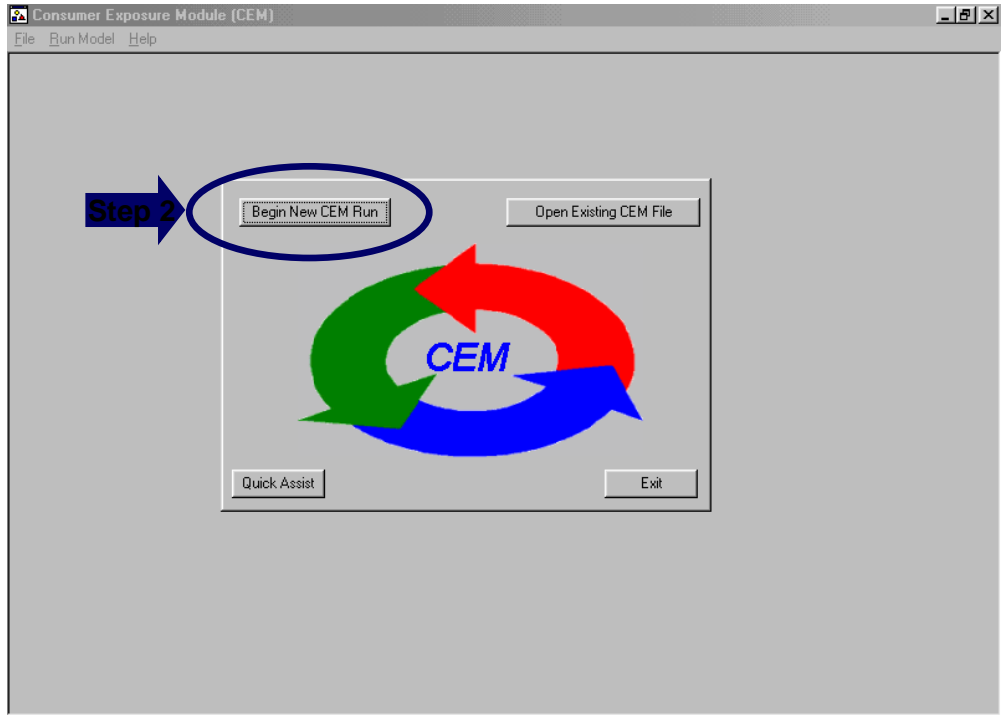 Consumer Exposure Module (CEM)
File Run Model Help
Step 2
Begin New CEM Run
Open Existing CEM File
CEM
Quick Assist
Exit